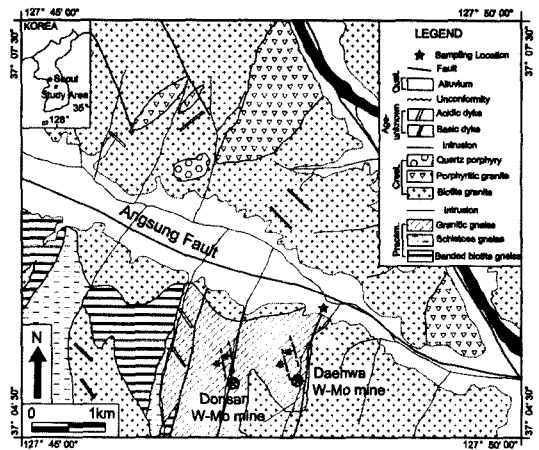 127° 45' 00"
127° 50' 00"
37° 07' 30"
37° 07' 30"
KOREA
Seoul
Study Area
35°
128°
LEGEND
Sampling Location
Fault
Quat.
Alluvium
Unconformity
Age-unknown
Acidic dyke
Basic dyke
Intrusion
Cret.
Quartz porphyry
Porphyritic granite
Biotite granite
Intrusion
Precam.
Granitic gneiss
Schistose gneiss
Banded biotite gneiss
Angsung Fault
Donsan
W-Mo mine
Daehwa
W-Mo mine
N
0 1km
37° 04' 30"
37° 04' 30"
127° 45' 00"
127° 50' 00"